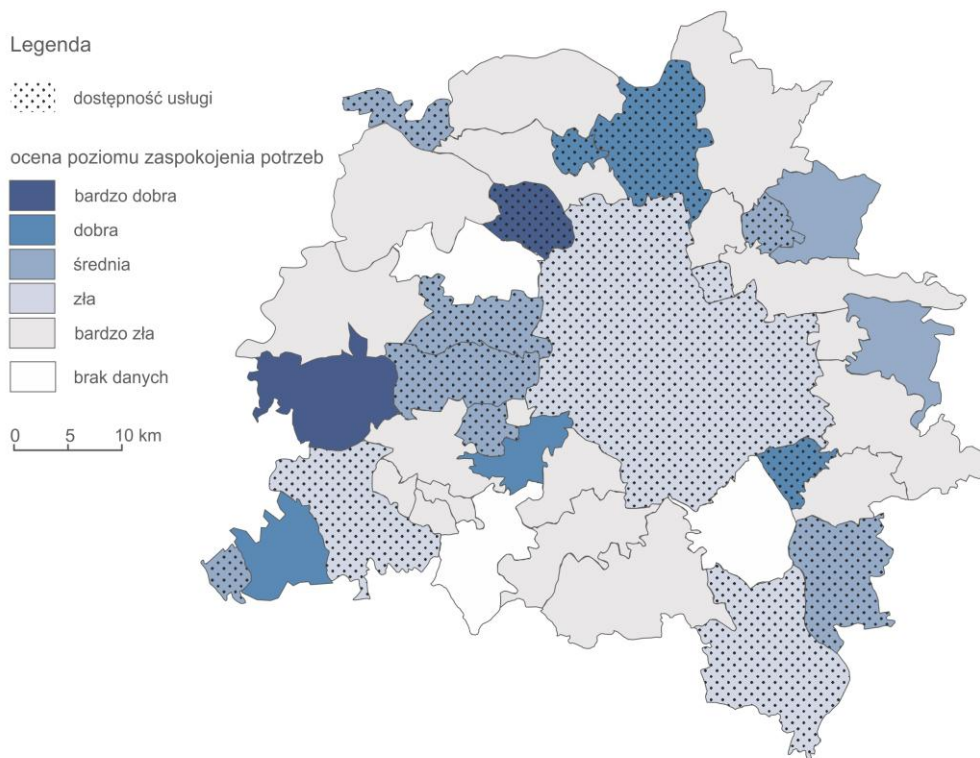 Legenda
dostępność usługi
ocena poziomu zaspokojenia potrzeb
bardzo dobra
dobra
średnia
zła
bardzo zła
brak danych
0 5 10 km